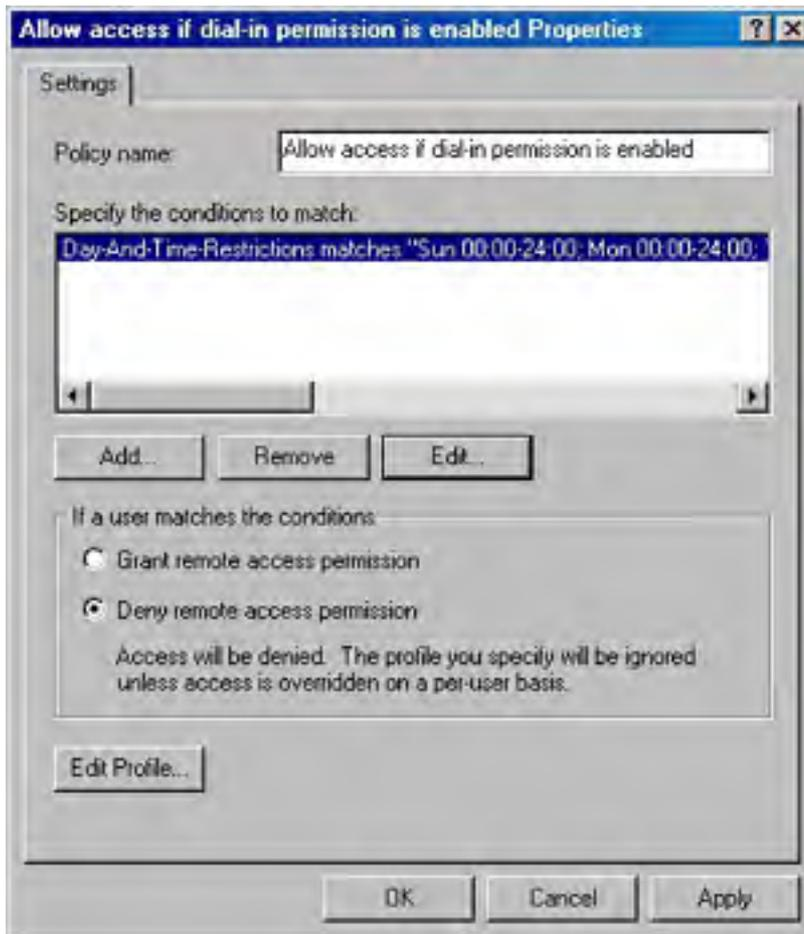 Allow access if dial-in permission is enabled Properties
Settings
Policy name:
Allow access if dial-in permission is enabled
Specify the conditions to match:
Day-And-Time-Restrictions matches "Sun 00:00-24:00; Mon 00:00-24:00;
Add...
Remove
Edit...
If a user matches the conditions
Grant remote access permission
Deny remote access permission
Access will be denied. The profile you specify will be ignored
unless access is overridden on a per-user basis.
Edit Profile...
OK
Cancel
Apply